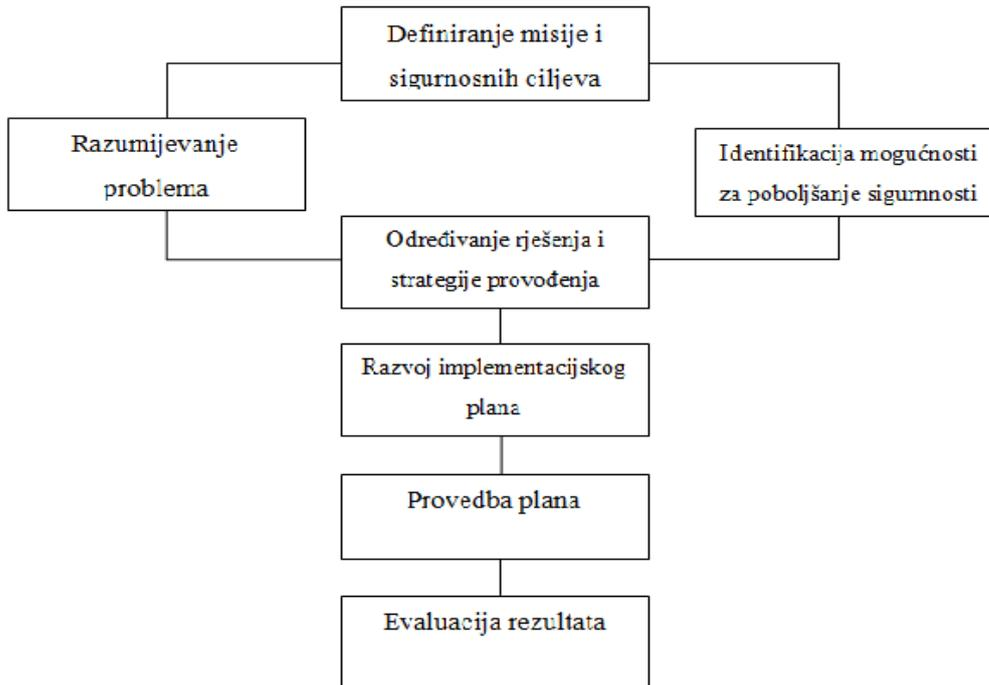 Definiranje misije i
sigurnosnih ciljeva
Razumijevanje
problema
Identifikacija mogućnosti
za poboljšanje sigurnnosti
Određivanje rješenja i
strategije provođenja
Razvoj implementacijskog
plana
Provedba plana
Evaluacija rezultata